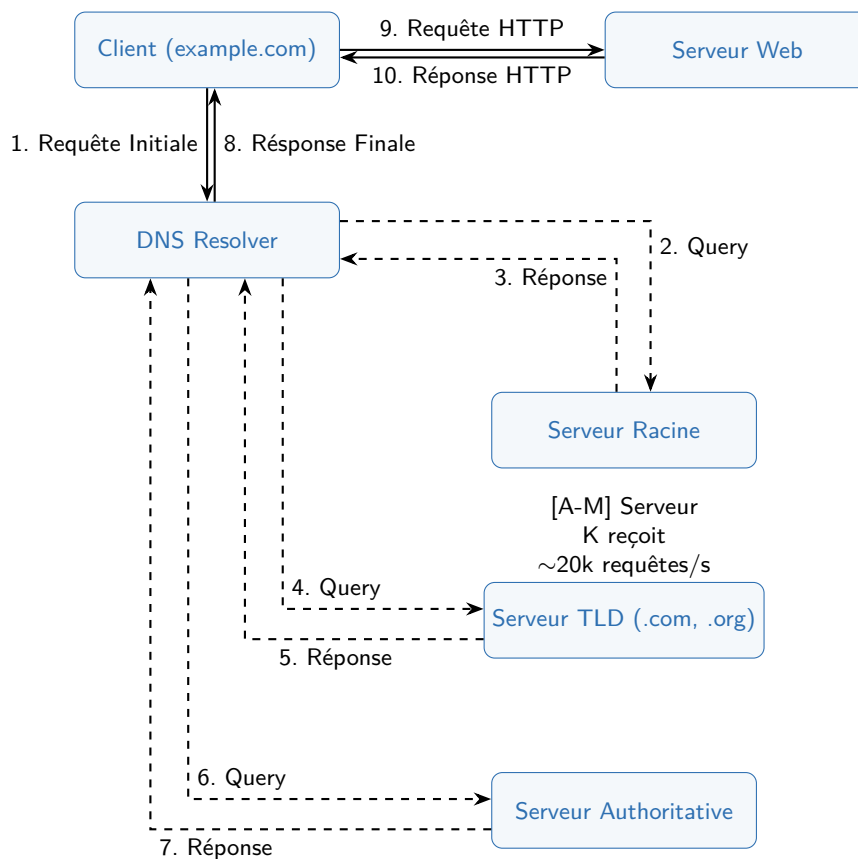 9. Requête HTTP
Client (example.com)
Serveur Web
10. Réponse HTTP
1. Requête Initiale
8. Résponse Finale
DNS Resolver
2. Query
3. Réponse
Serveur Racine
[A-M] Serveur
K reçoit
∼20k requêtes/s
4. Query
Serveur TLD (.com, .org)
5. Réponse
6. Query
Serveur Authoritative
7. Réponse